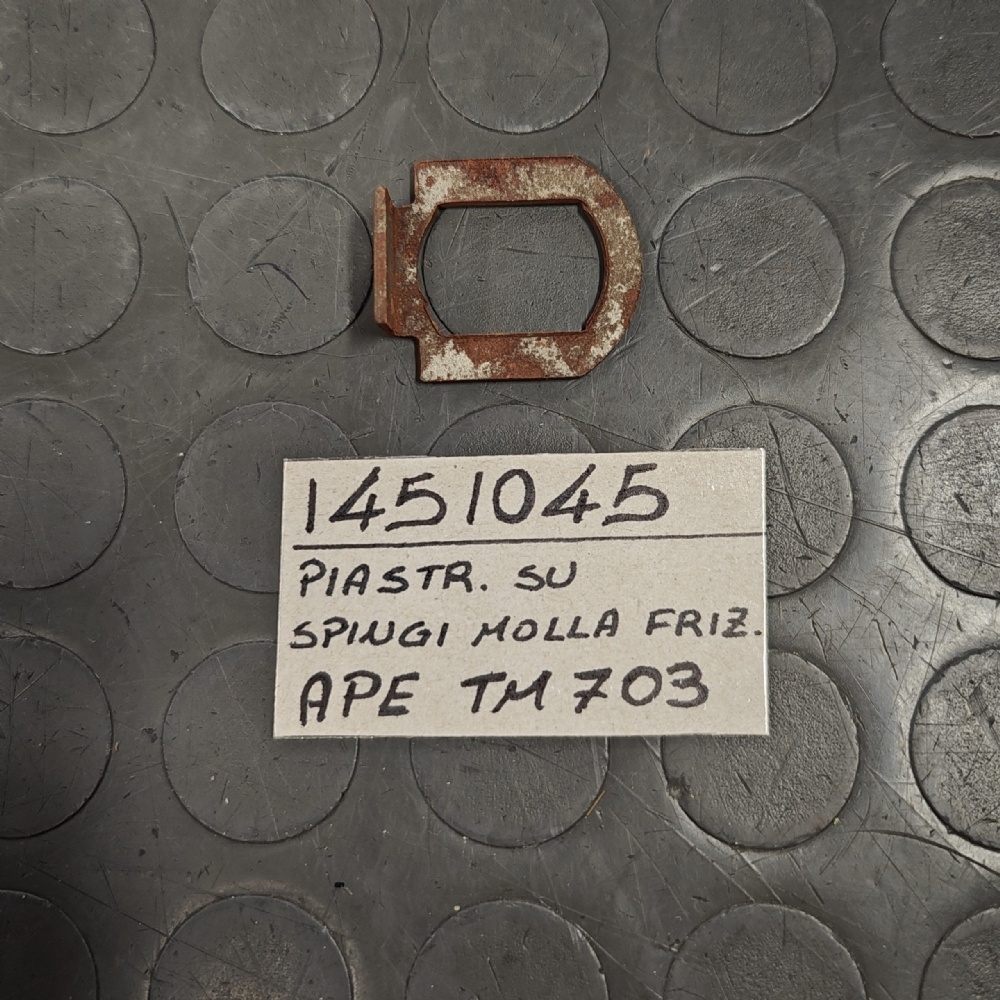 1451045
PIASTR. SU
SPINGI MOLLA FRIZ.
APE TM 703